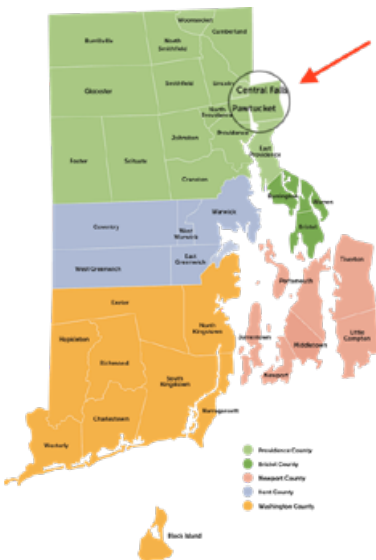 Woonsocket
Cumberland
Burrillville
North
Smithfield
Smithfield
Lincoln
Central Falls
Glocester
Pawtucket
North
Providence
Johnston
Providence
East
Providence
Foster
Scituate
Cranston
Barrington
Warren
Bristol
Warwick
Coventry
West
Warwick
East
Greenwich
West Greenwich
Tiverton
Portsmouth
Exeter
North
Kingstown
Jamestown
Middletown
Little
Compton
Hopkinton
Richmond
South
Kingstown
Newport
Narragansett
Charlestown
Westerly
Providence County
Bristol County
Newport County
Kent County
Washington County
Block Island